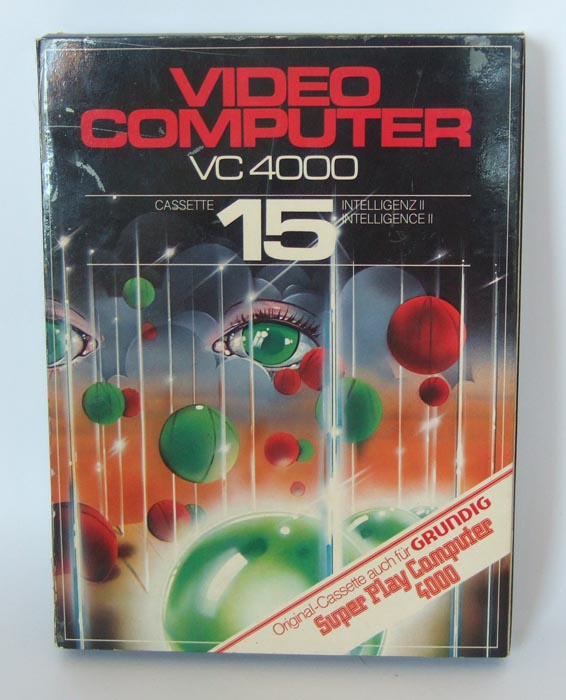 VIDEO
COMPUTER
VC 4000
CASSETTE
15
INTELLIGENZ II
INTELLIGENCE II
Original-Cassette auch für GRUNDIG
Super Play Computer
4000